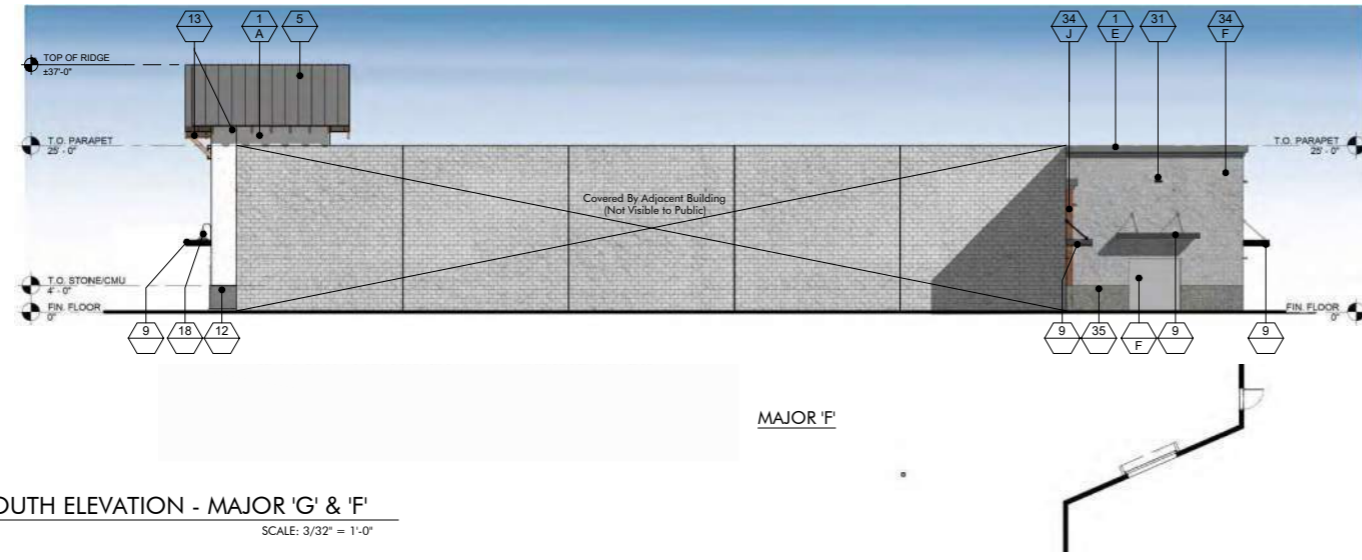 13
1
A
5
34
J
1
E
31
34
F
TOP OF RIDGE
±37'-0"
T.O. PARAPET
25' - 0"
T.O. PARAPET
25' - 0"
Covered By Adjacent Building
(Not Visible to Public)
T.O. STONE/CMU
4' - 0"
FIN. FLOOR
0"
FIN. FLOOR
0"
9
18
12
9
35
F
9
9
MAJOR 'F'
OUTH ELEVATION - MAJOR 'G' & 'F'
SCALE: 3/32" = 1'-0"